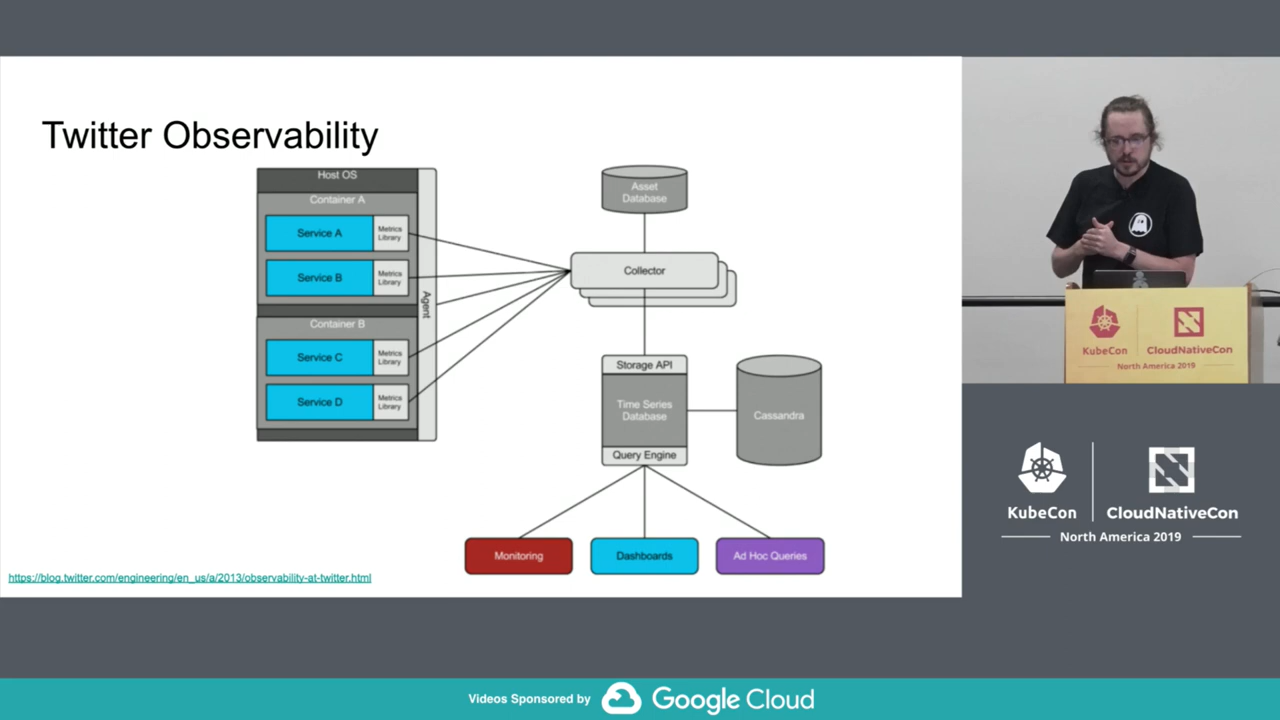 Twitter Observability
Host OS
Container A
Service A
Metrics
Library
Service B
Metrics
Library
Agent
Container B
Service C
Metrics
Library
Service D
Metrics
Library
Asset
Database
Collector
Storage API
Time Series
Database
Query Engine
Cassandra
Monitoring
Dashboards
Ad Hoc Queries
https://blog.twitter.com/engineering/en_us/a/2013/observability-at-twitter.html
KubeCon
CloudNativeCon
North America 2019
KubeCon
CloudNativeCon
North America 2019
Videos Sponsored by
Google Cloud